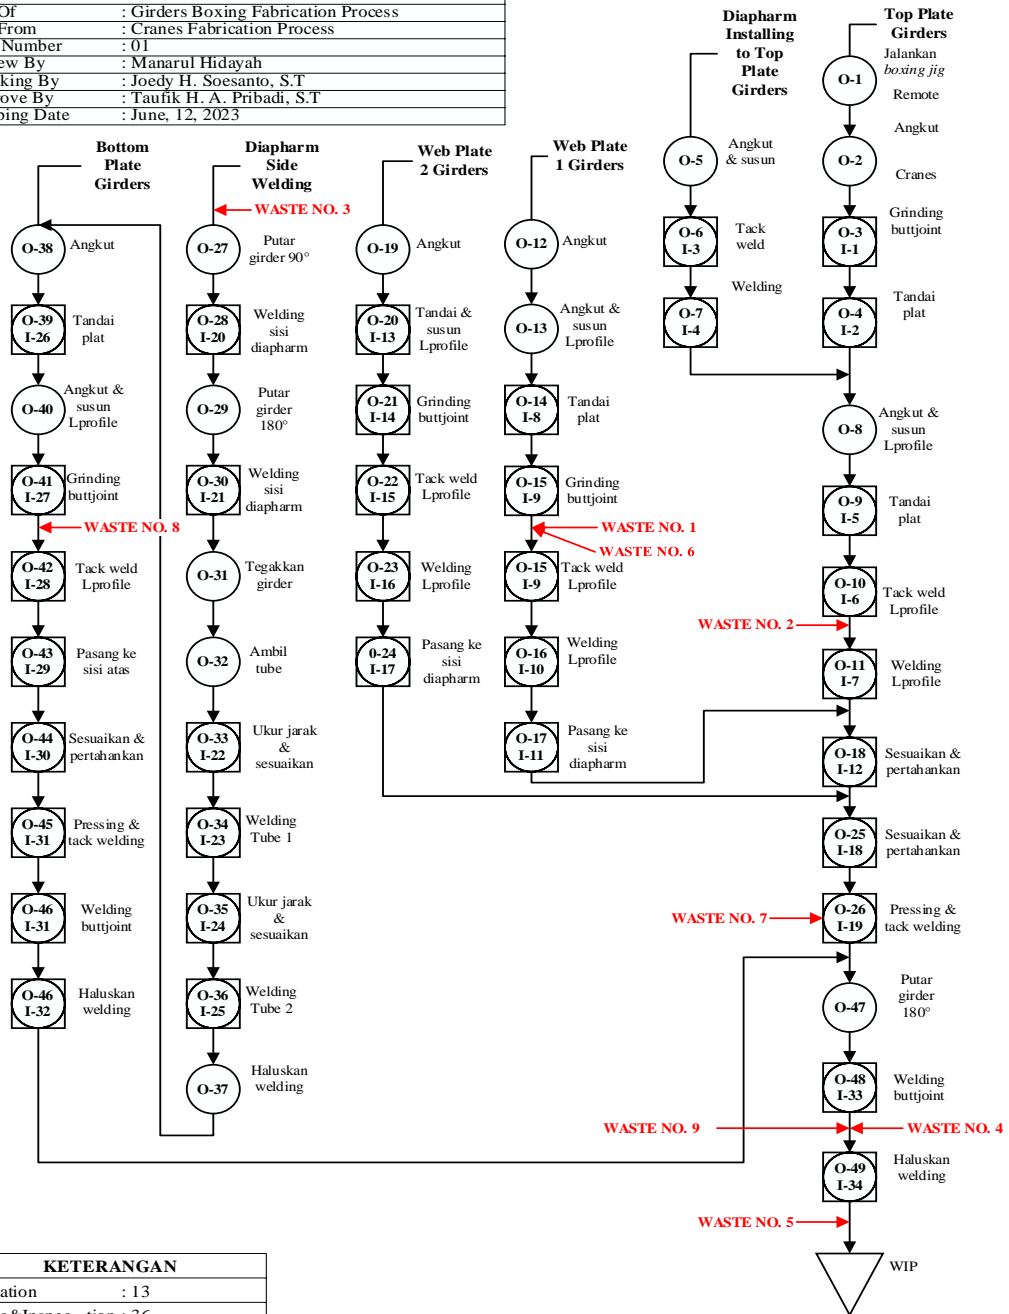 Of : Girders Boxing Fabrication Process
From : Cranes Fabrication Process
Number : 01
ew By : Manarul Hidayah
king By : Joedy H. Soesanto, S.T
ove By : Taufik H. A. Pribadi, S.T
ping Date : June, 12, 2023
Bottom
Plate
Girders
O-38
Angkut
O-39
I-26
Tandai
plat
O-40
Angkut &
susun
Lprofile
O-41
I-27
Grinding
buttjoint
WASTE NO. 8
O-42
I-28
Tack weld
Lprofile
O-43
I-29
Pasang ke
sisi atas
O-44
I-30
Sesuaikan &
pertahankan
O-45
I-31
Pressing &
tack welding
O-46
I-31
Welding
buttjoint
O-46
I-32
Haluskan
welding
Diapharm
Side
Welding
WASTE NO. 3
O-27
Putar
girder 90°
O-28
I-20
Welding
sisi
diapharm
O-29
Putar
girder
180°
O-30
I-21
Welding
sisi
diapharm
O-31
Tegakkan
girder
O-32
Ambil
tube
O-33
I-22
Ukur jarak
&
sesuaikan
O-34
I-23
Welding
Tube 1
O-35
I-24
Ukur jarak
&
sesuaikan
O-36
I-25
Welding
Tube 2
O-37
Haluskan
welding
Web Plate
2 Girders
O-19
Angkut
O-20
I-13
Tandai &
susun
Lprofile
O-21
I-14
Grinding
buttjoint
O-22
I-15
Tack weld
Lprofile
O-23
I-16
Welding
Lprofile
0-24
I-17
Pasang ke
sisi
diapharm
Web Plate
1 Girders
O-12
Angkut
O-13
Angkut &
susun
Lprofile
O-14
I-8
Tandai
plat
O-15
I-9
Grinding
buttjoint
WASTE NO. 1
WASTE NO. 6
O-15
I-9
Tack weld
Lprofile
O-16
I-10
Welding
Lprofile
O-17
I-11
Pasang ke
sisi
diapharm
Diapharm
Installing
to Top
Plate
Girders
O-5
Angkut
& susun
O-6
I-3
Tack
weld
O-7
I-4
Welding
Top Plate
Girders
O-1
Jalankan
boxing jig
Remote
O-2
Angkut
Cranes
O-3
I-1
Grinding
buttjoint
O-4
I-2
Tandai
plat
O-8
Angkut &
susun
Lprofile
O-9
I-5
Tandai
plat
O-10
I-6
Tack weld
Lprofile
WASTE NO. 2
O-11
I-7
Welding
Lprofile
O-18
I-12
Sesuaikan &
pertahankan
O-25
I-18
Sesuaikan &
pertahankan
WASTE NO. 7
O-26
I-19
Pressing &
tack welding
O-47
Putar
girder
180°
O-48
I-33
Welding
buttjoint
WASTE NO. 9
WASTE NO. 4
O-49
I-34
Haluskan
welding
WASTE NO. 5
WIP
KETERANGAN
ation : 13